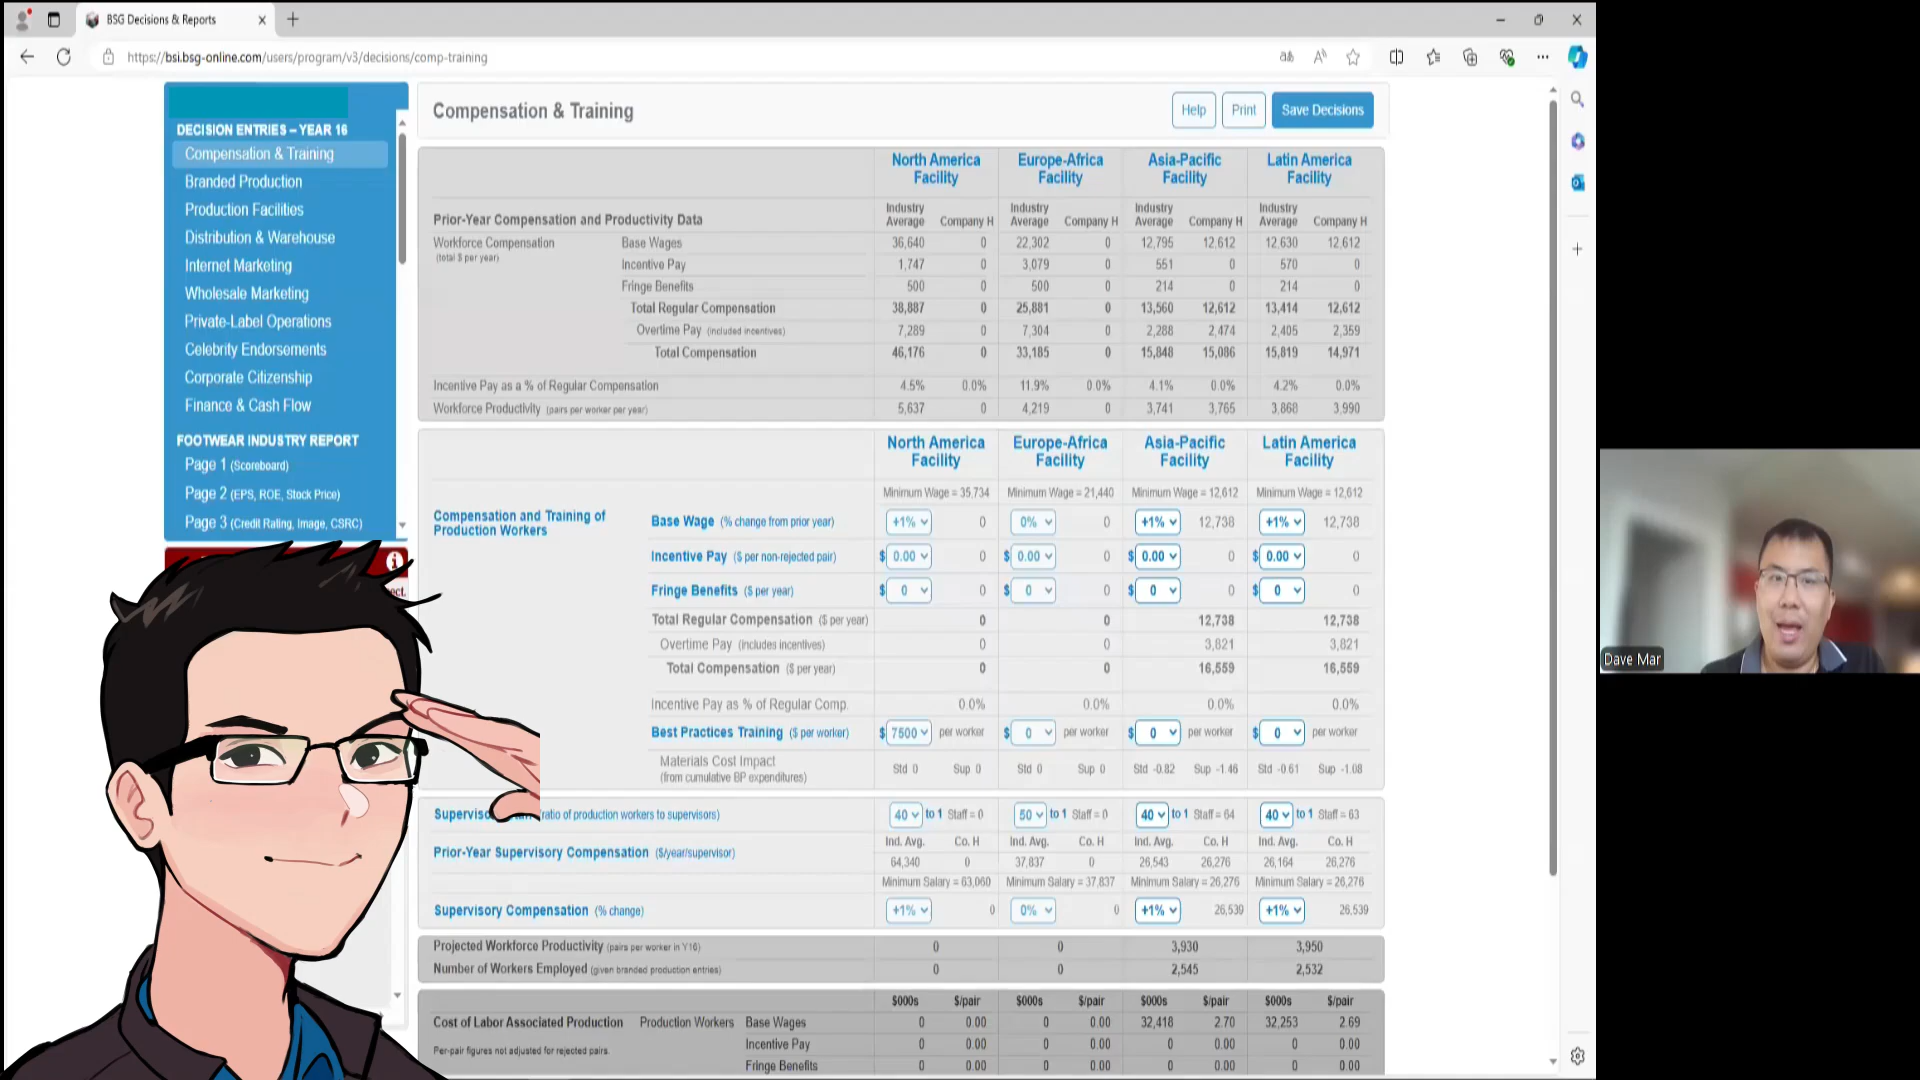 BSG Decisions & Reports
https://bsi.bsg-online.com/users/program/v3/decisions/comp-training
DECISION ENTRIES – YEAR 16
Compensation & Training
Branded Production
Production Facilities
Distribution & Warehouse
Internet Marketing
Wholesale Marketing
Private-Label Operations
Celebrity Endorsements
Corporate Citizenship
Finance & Cash Flow
FOOTWEAR INDUSTRY REPORT
Page 1 (Scoreboard)
Page 2 (EPS, ROE, Stock Price)
Page 3 (Credit Rating, Image, CSRC)
Compensation & Training
Help Print Save Decisions
North America Facility Europe-Africa Facility Asia-Pacific Facility Latin America Facility
Prior-Year Compensation and Productivity Data Industry Average Company H Industry Average Company H Industry Average Company H Industry Average Company H
Workforce Compensation (total $ per year) Base Wages 36,640 0 22,302 0 12,795 12,612 12,630 12,612
Incentive Pay 1,747 0 3,079 0 551 0 570 0
Fringe Benefits 500 0 500 0 214 0 214 0
Total Regular Compensation 38,887 0 25,881 0 13,560 12,612 13,414 12,612
Overtime Pay (included incentives) 7,289 0 7,304 0 2,288 2,474 2,405 2,359
Total Compensation 46,176 0 33,185 0 15,848 15,086 15,819 14,971
Incentive Pay as a % of Regular Compensation 4.5% 0.0% 11.9% 0.0% 4.1% 0.0% 4.2% 0.0%
Workforce Productivity (pairs per worker per year) 5,637 0 4,219 0 3,741 3,765 3,868 3,990
North America Facility Europe-Africa Facility Asia-Pacific Facility Latin America Facility
Minimum Wage = 35,734 Minimum Wage = 21,440 Minimum Wage = 12,612 Minimum Wage = 12,612
Compensation and Training of Production Workers
Base Wage (% change from prior year) +1% 0 0% 0 +1% 12,738 +1% 12,738
Incentive Pay ($ per non-rejected pair) $ 0.00 0 $ 0.00 0 $ 0.00 0 $ 0.00 0
Fringe Benefits ($ per year) $ 0 0 $ 0 0 $ 0 0 $ 0 0
Total Regular Compensation ($ per year) 0 0 12,738 12,738
Overtime Pay (includes incentives) 0 0 3,821 3,821
Total Compensation ($ per year) 0 0 16,559 16,559
Incentive Pay as % of Regular Comp. 0.0% 0.0% 0.0% 0.0%
Best Practices Training ($ per worker) $ 7500 per worker $ 0 per worker $ 0 per worker $ 0 per worker
Materials Cost Impact (from cumulative BP expenditures) Std 0 Sup 0 Std 0 Sup 0 Std -0.82 Sup -1.46 Std -0.61 Sup -1.08
ratio of production workers to supervisors) 40 to 1 Staff = 0 50 to 1 Staff = 0 40 to 1 Staff = 64 40 to 1 Staff = 63
Ind. Avg. Co. H Ind. Avg. Co. H Ind. Avg. Co. H Ind. Avg. Co. H
Prior-Year Supervisory Compensation ($/year/supervisor) 64,340 0 37,837 0 26,543 26,276 26,164 26,276
Minimum Salary = 63,060 Minimum Salary = 37,837 Minimum Salary = 26,276 Minimum Salary = 26,276
Supervisory Compensation (% change) +1% 0 0% 0 +1% 26,539 +1% 26,539
Projected Workforce Productivity (pairs per worker in Y16) 0 0 3,930 3,950
Number of Workers Employed (given branded production entries) 0 0 2,545 2,532
$000s $/pair $000s $/pair $000s $/pair $000s $/pair
Cost of Labor Associated Production Production Workers Base Wages 0 0.00 0 0.00 32,418 2.70 32,253 2.69
Per-pair figures not adjusted for rejected pairs. Incentive Pay 0 0.00 0 0.00 0 0.00 0 0.00
Fringe Benefits 0 0.00 0 0.00 0 0.00 0 0.00
Dave Mar